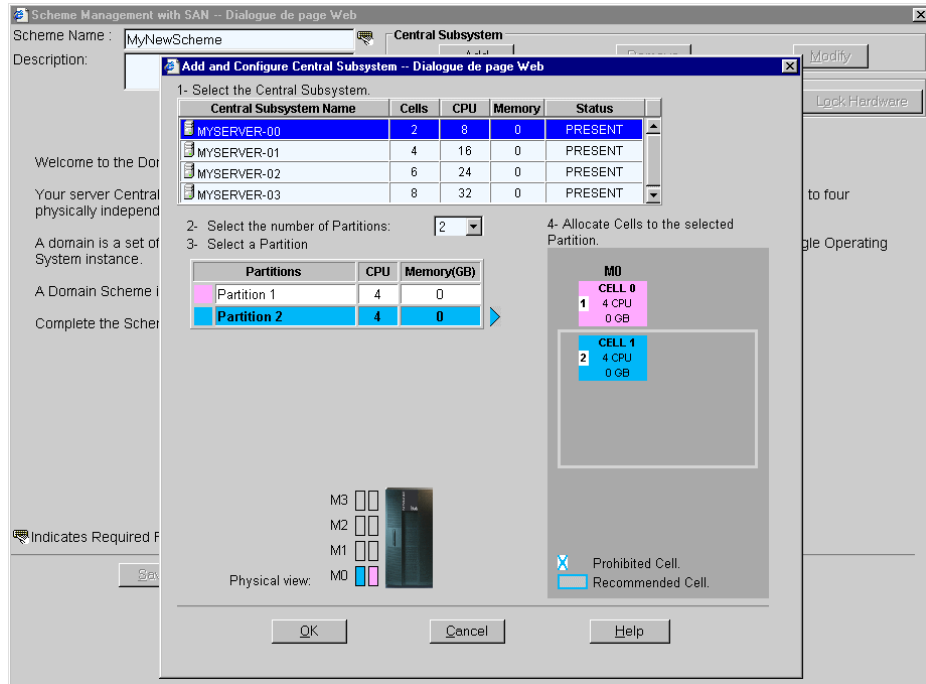 Scheme Management with SAN -- Dialogue de page Web
Scheme Name :
MyNewScheme
Central Subsystem
Modify
Description:
Lock Hardware
Welcome to the Dor
Your server Central
to four
physically independ
A domain is a set of
gle Operating
System instance.
A Domain Scheme i
Complete the Scher
Indicates Required F
Add and Configure Central Subsystem -- Dialogue de page Web
1- Select the Central Subsystem.
Central Subsystem Name Cells CPU Memory Status
MYSERVER-00 2 8 0 PRESENT
MYSERVER-01 4 16 0 PRESENT
MYSERVER-02 6 24 0 PRESENT
MYSERVER-03 8 32 0 PRESENT
2- Select the number of Partitions: 2
3- Select a Partition
Partitions CPU Memory(GB)
Partition 1 4 0
Partition 2 4 0
4- Allocate Cells to the selected
Partition.
M0
CELL 0
1 4 CPU
0 GB
CELL 1
2 4 CPU
0 GB
M3
M2
M1
Physical view: M0
Prohibited Cell.
Recommended Cell.
OK Cancel Help